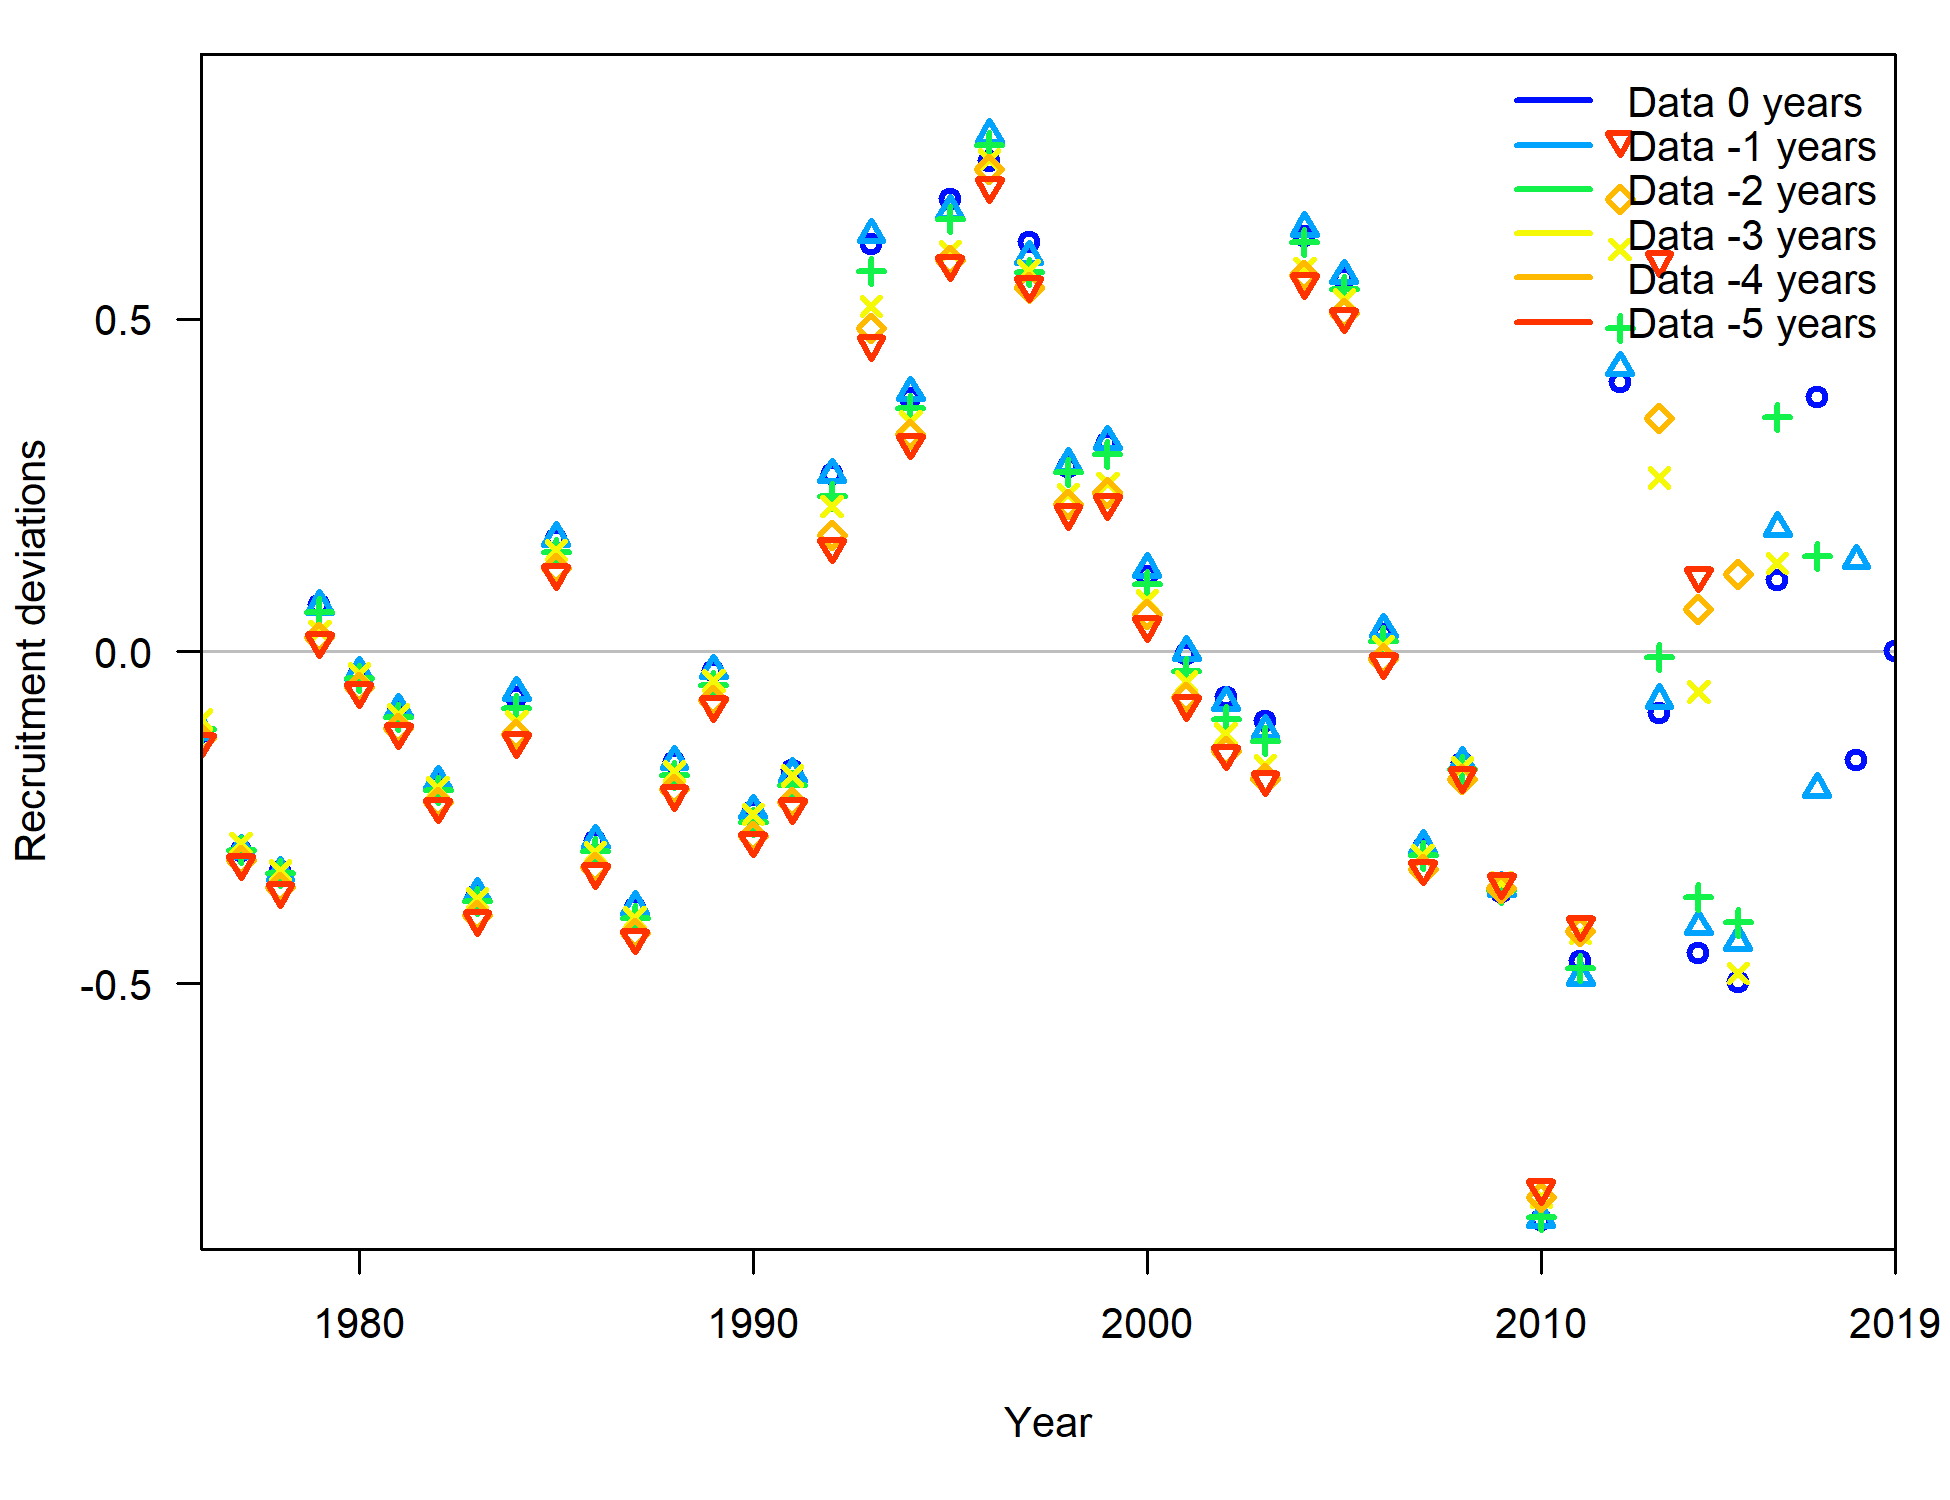 Data 0 years
Data -1 years
Data -2 years
Data -3 years
Data -4 years
Data -5 years
0.5
0.0
-0.5
Recruitment deviations
1980
1990
2000
2010
2019
Year